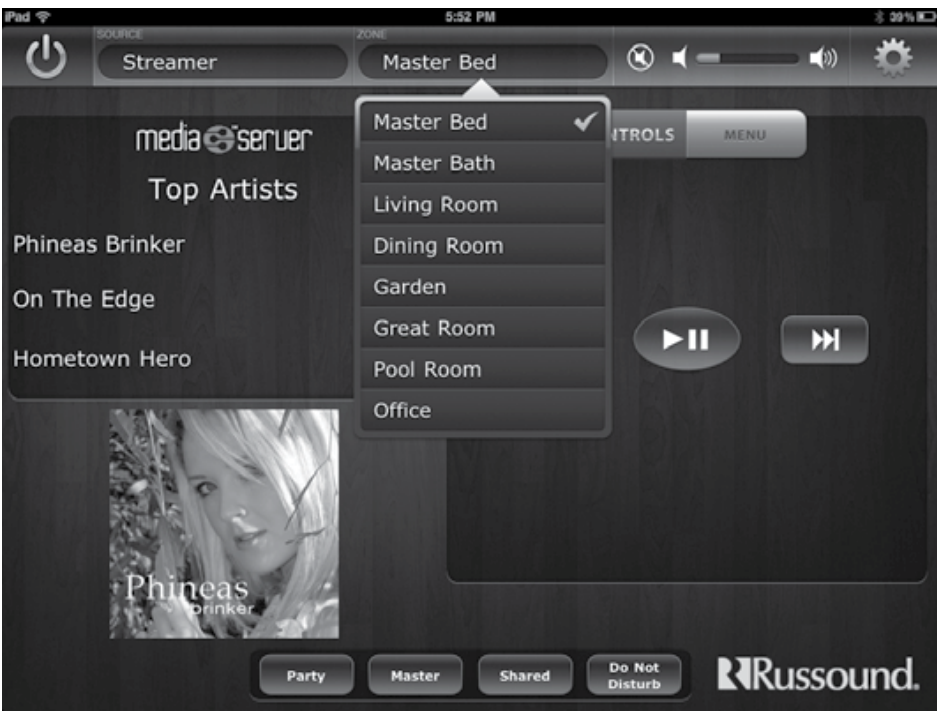 iPad
5:52 PM
39%
SOURCE
ZONE
Streamer
Master Bed
media server
Top Artists
Phineas Brinker
On The Edge
Hometown Hero
Master Bed
Master Bath
Living Room
Dining Room
Garden
Great Room
Pool Room
Office
NTROLS
MENU
Phineas
brinker
Party
Master
Shared
Do Not
Disturb
Russound.